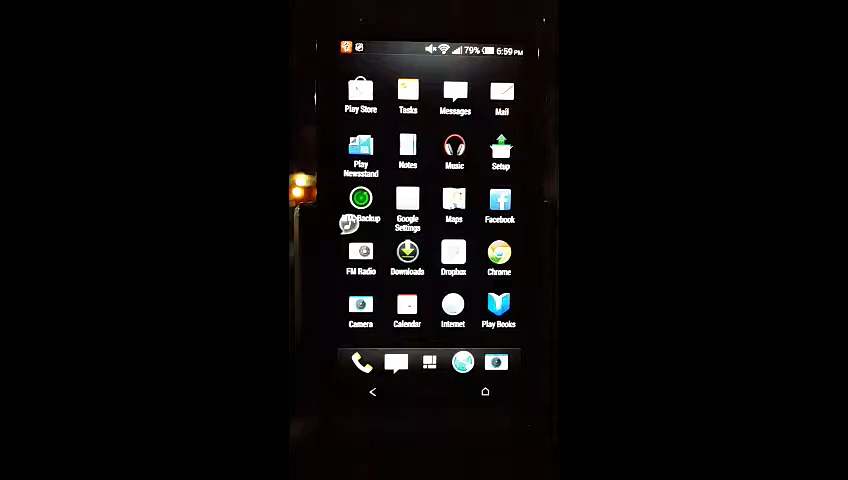 79% 6:59 PM
Play Store Tasks Messages Mail
Play Newsstand Notes Music Setup
Backup Google Settings Maps Facebook
FM Radio Downloads Dropbox Chrome
Camera Calendar Internet Play Books